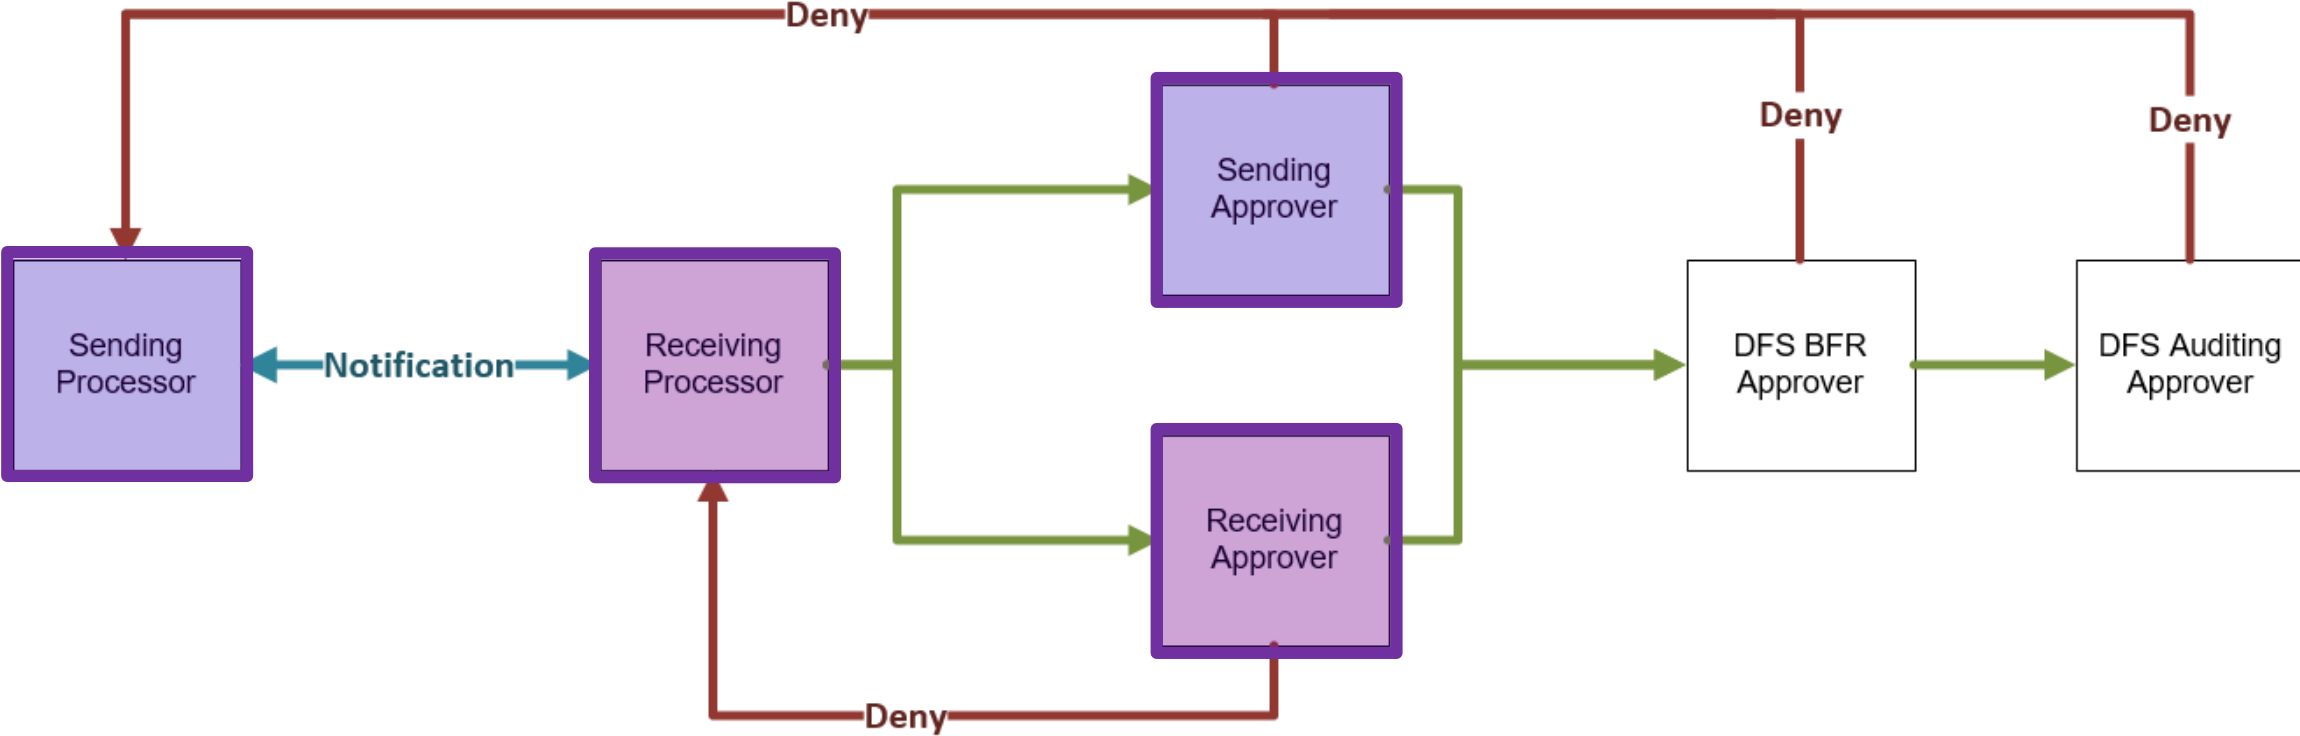 Deny
Deny
Deny
Sending
Approver
Sending
Processor
Notification
Receiving
Processor
DFS BFR
Approver
DFS Auditing
Approver
Receiving
Approver
Deny